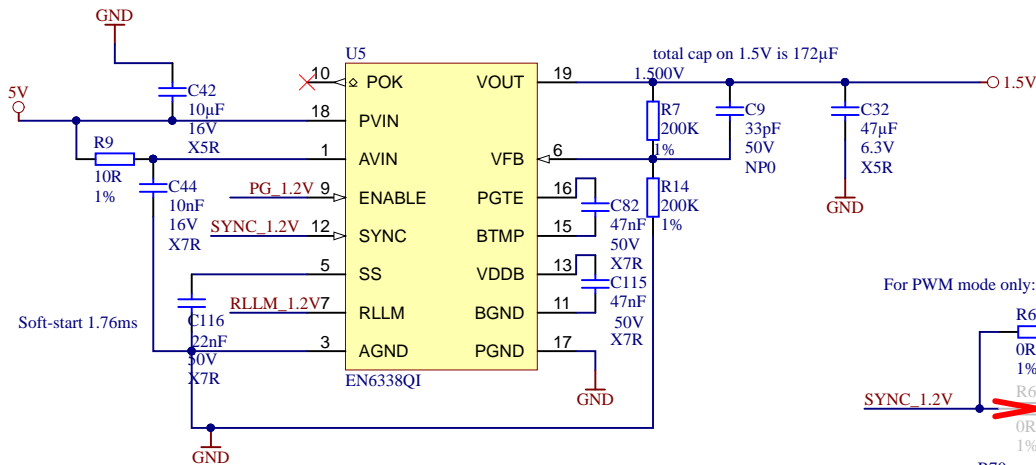 GND
U5
total cap on 1.5V is 172µF
5V
C42
10µF
16V
X5R
10
POK
VOUT
19
1.500V
1.5V
18
PVIN
R7
200K
1%
C9
33pF
50V
NP0
C32
47µF
6.3V
X5R
R9
10R
1%
1
AVIN
VFB
6
C44
10nF
16V
X7R
PG_1.2V
9
ENABLE
PGTE
16
C82
47nF
50V
X7R
R14
200K
1%
GND
SYNC_1.2V
12
SYNC
BTMP
15
5
SS
VDDB
13
C115
47nF
50V
X7R
For PWM mode only:
Soft-start 1.76ms
C116
22nF
50V
X7R
RLLM_1.2V
7
RLLM
BGND
11
R6
0R
1%
3
AGND
PGND
17
EN6338QI
GND
SYNC_1.2V
R6
0R
1%
GND